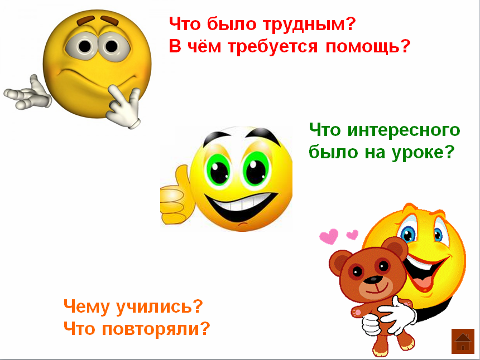 Что было трудным?
В чём требуется помощь?
Что интересного
было на уроке?
Чему учились?
Что повторяли?